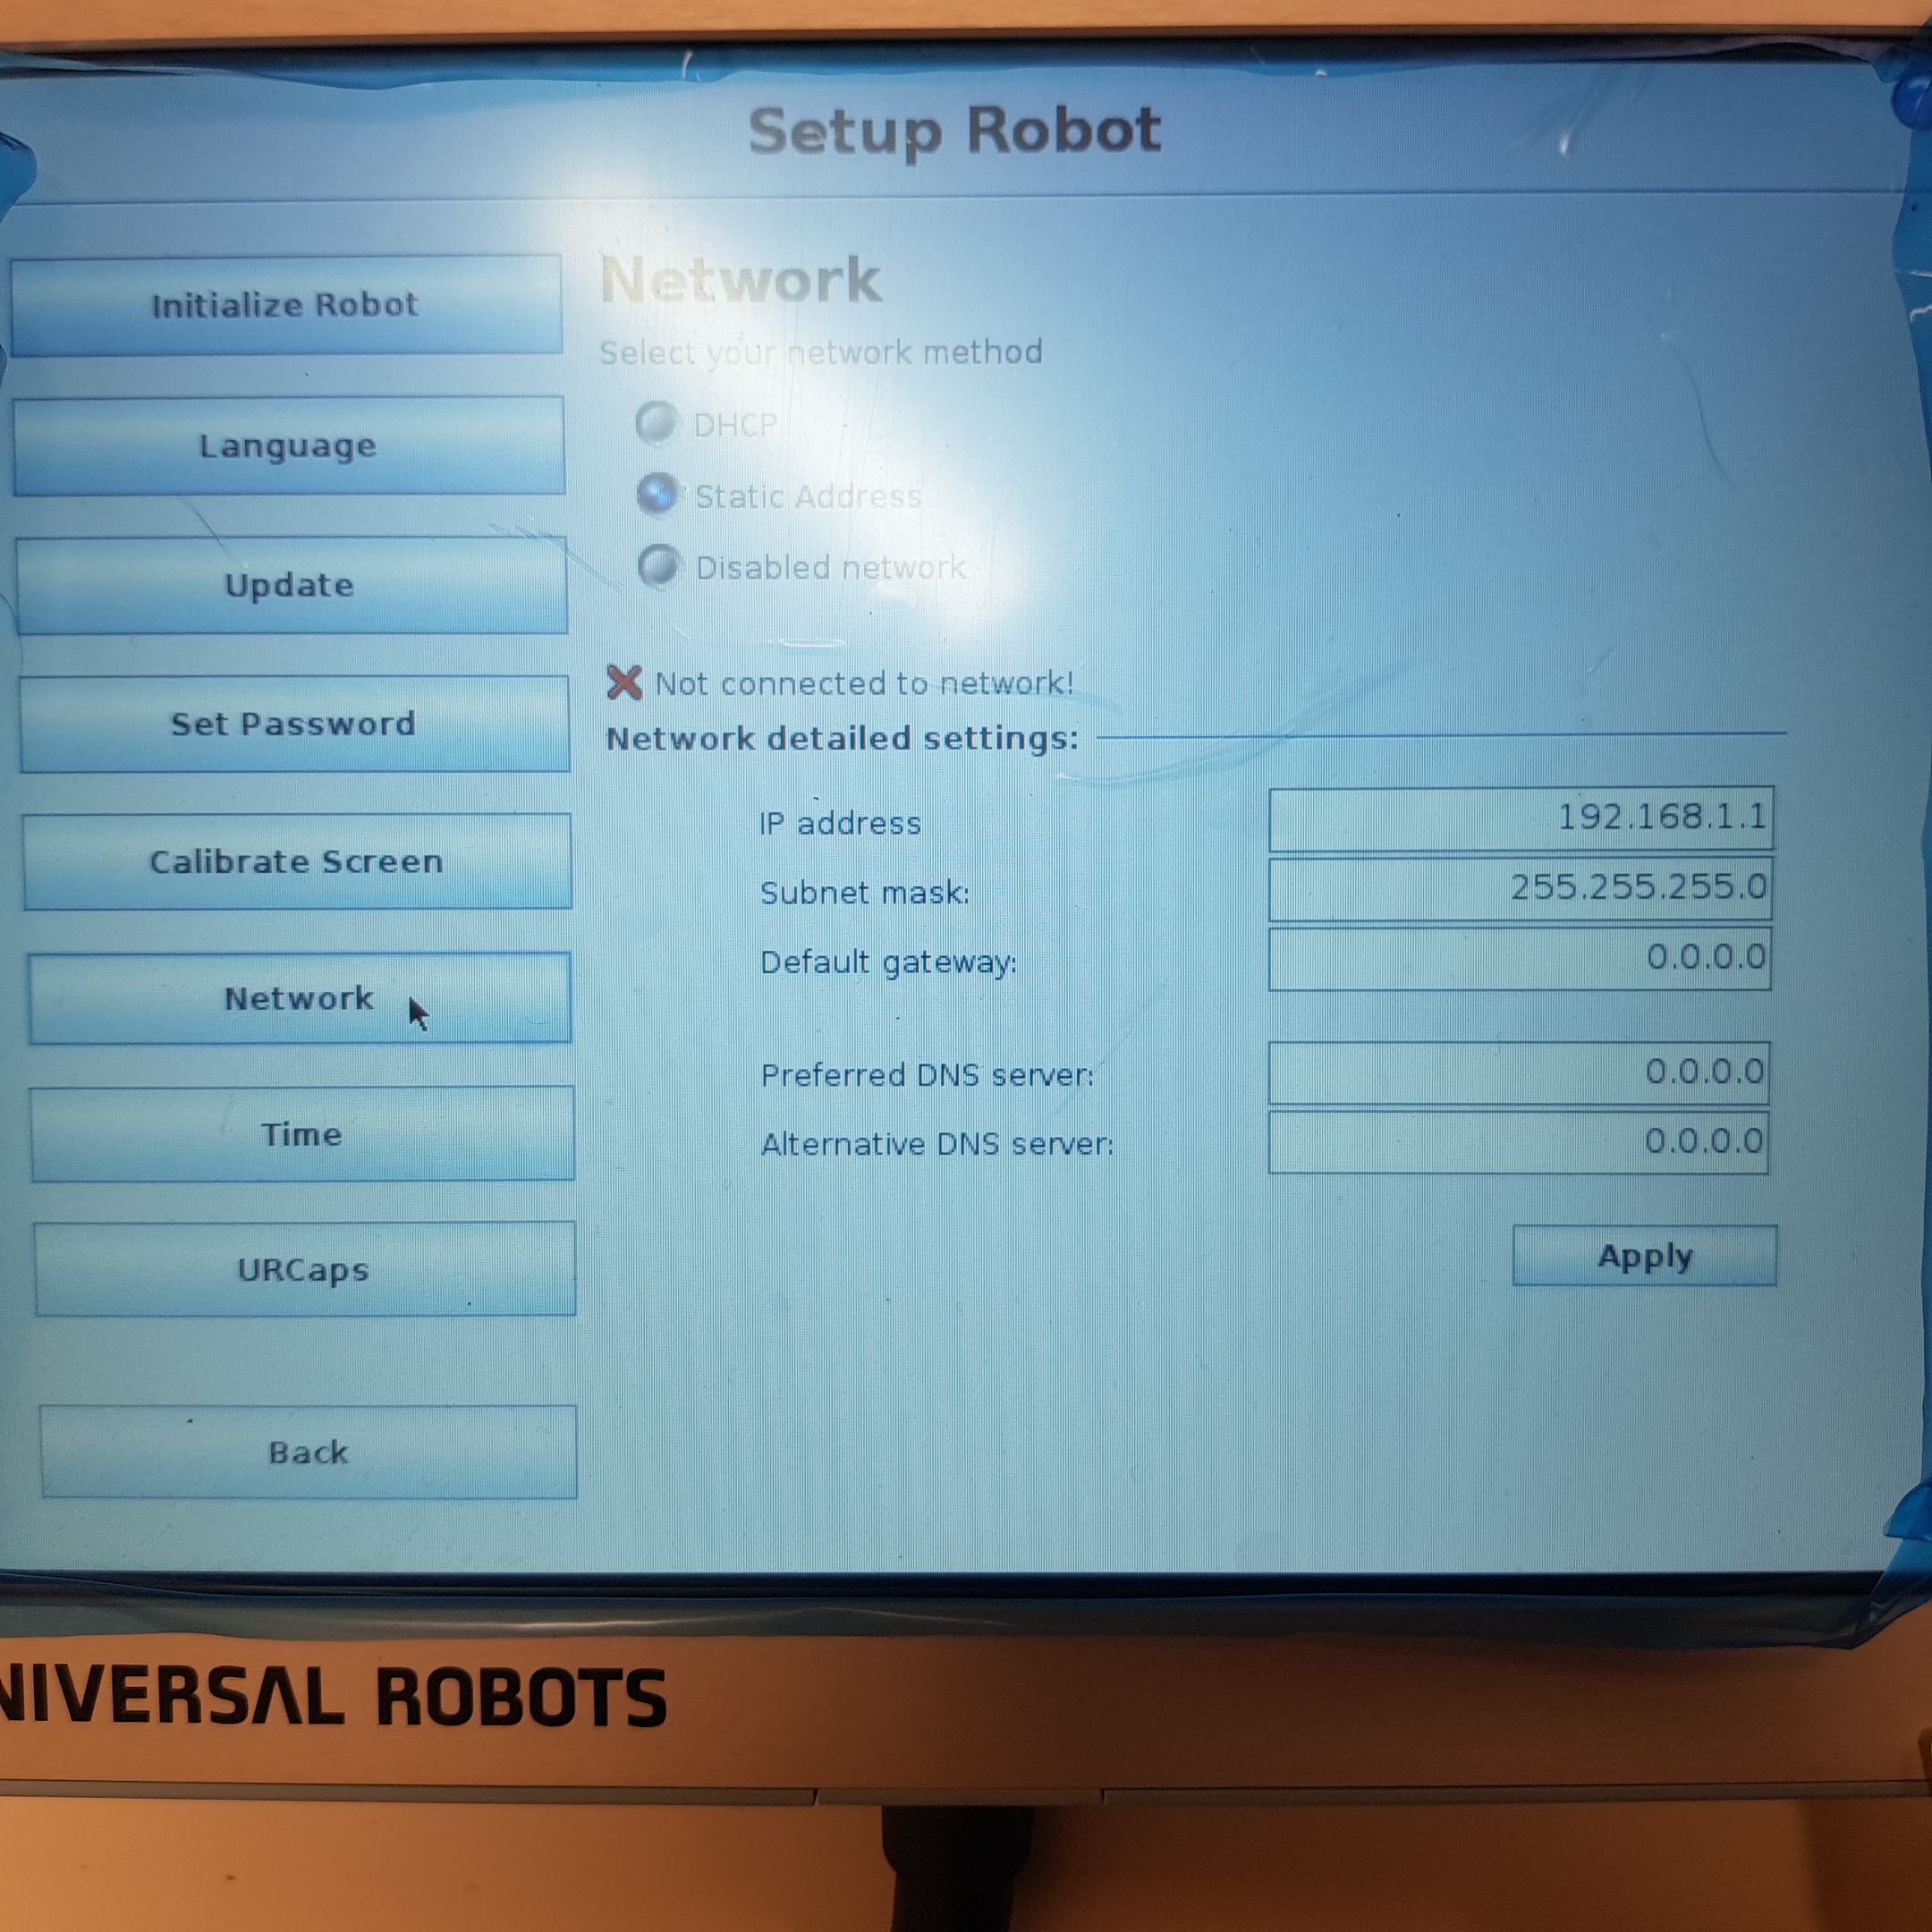 Setup Robot
Initialize Robot
Language
Update
Set Password
Calibrate Screen
Network
Time
URCaps
Back
Network
Select your network method
DHCP
Static Address
Disabled network
Not connected to network!
Network detailed settings:
IP address 192.168.1.1
Subnet mask: 255.255.255.0
Default gateway: 0.0.0.0
Preferred DNS server: 0.0.0.0
Alternative DNS server: 0.0.0.0
Apply
NIVERSAL ROBOTS